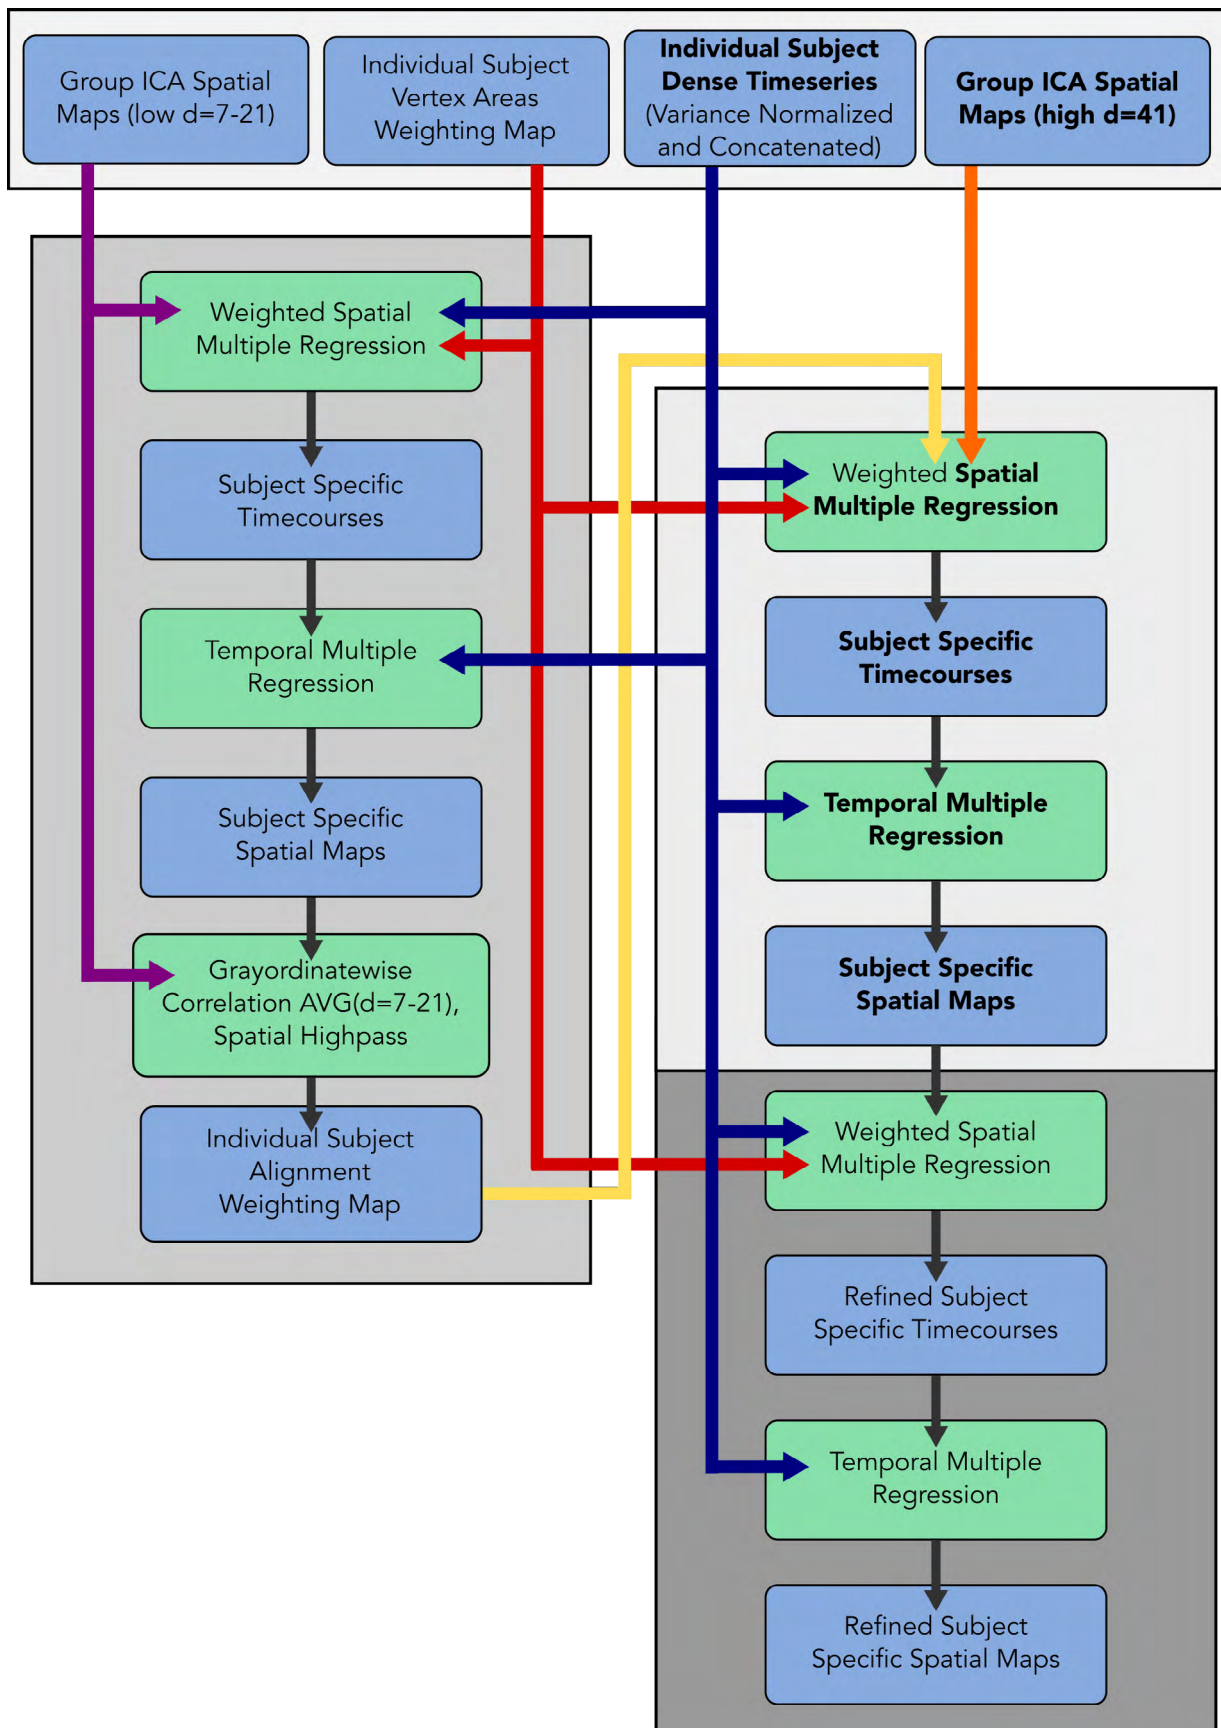 Group ICA Spatial
Maps (low d=7-21)
Individual Subject
Vertex Areas
Weighting Map
Individual Subject
Dense Timeseries
(Variance Normalized
and Concatenated)
Group ICA Spatial
Maps (high d=41)
Weighted Spatial
Multiple Regression
Subject Specific
Timecourses
Temporal Multiple
Regression
Subject Specific
Spatial Maps
Grayordinatewise
Correlation AVG(d=7-21),
Spatial Highpass
Individual Subject
Alignment
Weighting Map
Weighted Spatial
Multiple Regression
Subject Specific
Timecourses
Temporal Multiple
Regression
Subject Specific
Spatial Maps
Weighted Spatial
Multiple Regression
Refined Subject
Specific Timecourses
Temporal Multiple
Regression
Refined Subject
Specific Spatial Maps